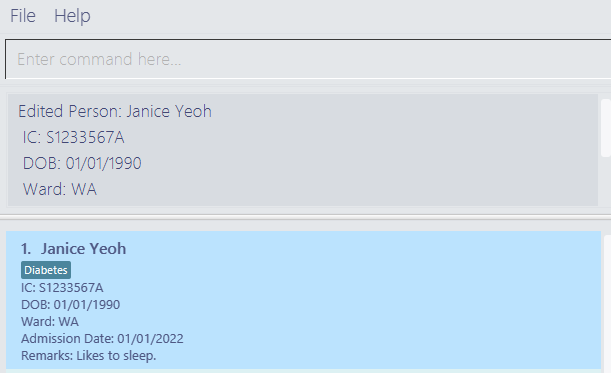 File Help
Enter command here...
Edited Person: Janice Yeoh
IC: S1233567A
DOB: 01/01/1990
Ward: WA
1. Janice Yeoh
Diabetes
IC: S1233567A
DOB: 01/01/1990
Ward: WA
Admission Date: 01/01/2022
Remarks: Likes to sleep.